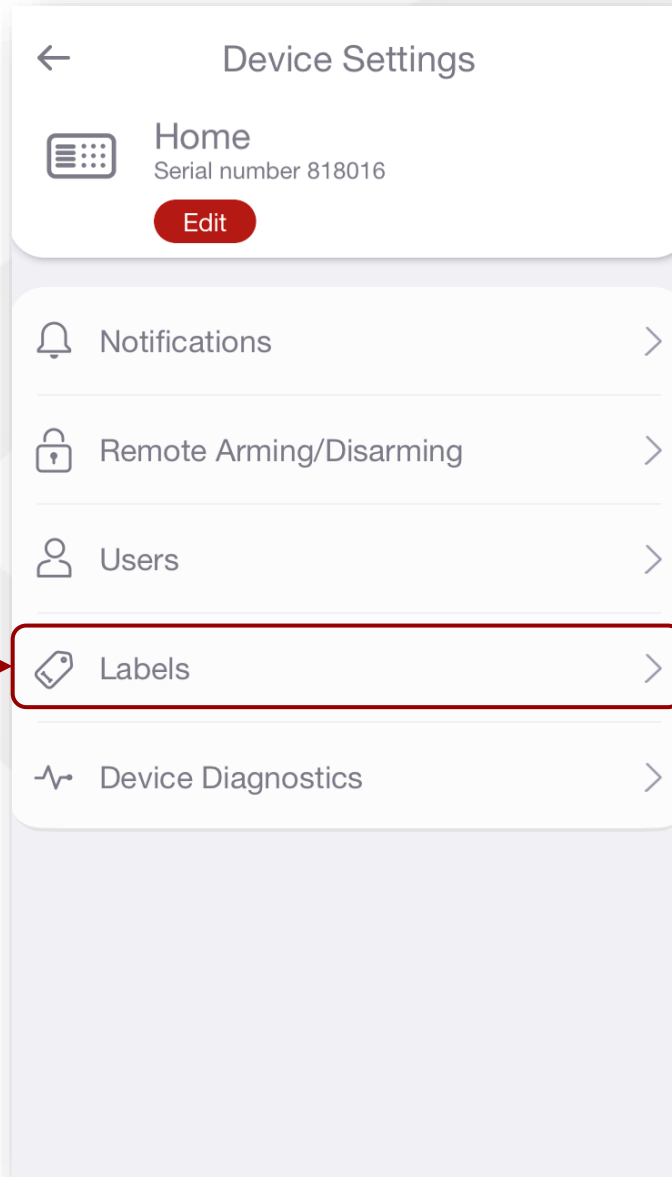 Device Settings
Home
Serial number 818016
Edit
Notifications
Remote Arming/Disarming
Users
Labels
Device Diagnostics